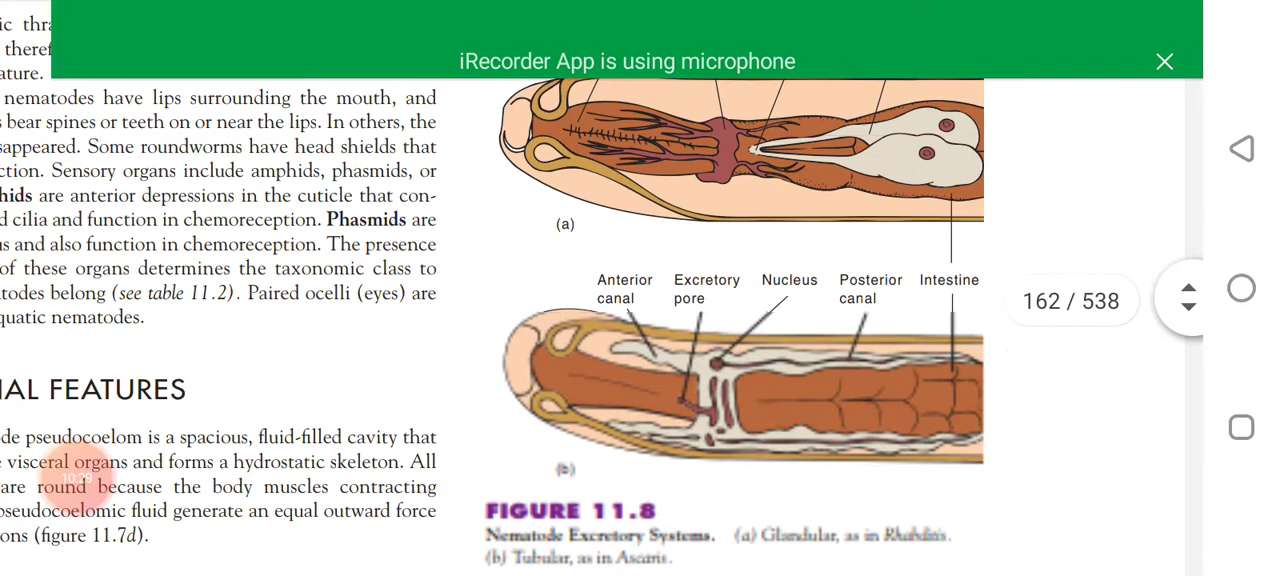 iRecorder App is using microphone
ic
there
ature.
nematodes have lips surrounding the mouth, and
bear spines or teeth on or near the lips. In others, the
sappeared. Some roundworms have head shields that
ction. Sensory organs include amphids, phasmids, or
hids are anterior depressions in the cuticle that con-
d cilia and function in chemoreception. Phasmids are
us and also function in chemoreception. The presence
of these organs determines the taxonomic class to
todes belong (see table 11.2). Paired ocelli (eyes) are
quatic nematodes.
AL FEATURES
de pseudocoelom is a spacious, fluid-filled cavity that
visceral organs and forms a hydrostatic skeleton. All
are round because the body muscles contracting
pseudocoelomic fluid generate an equal outward force
ons (figure 11.7d).
10:29
(a)
Anterior canal
Excretory pore
Nucleus
Posterior canal
Intestine
(b)
FIGURE 11.8
Nematode Excretory Systems. (a) Glandular, as in Rhabditis.
(b) Tubular, as in Ascaris.
162 / 538